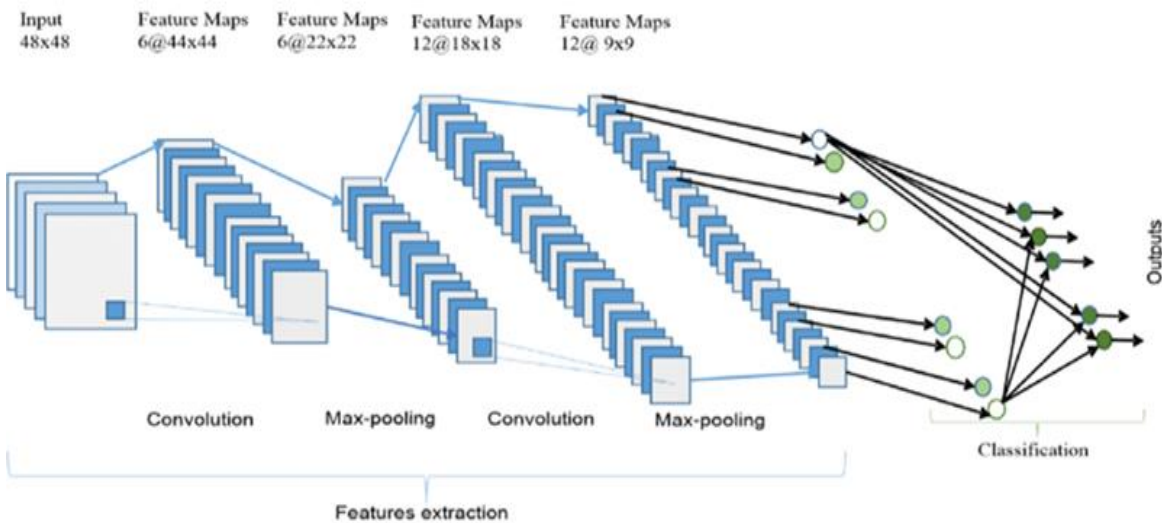 Input
48x48
Feature Maps
6@44x44
Feature Maps
6@22x22
Feature Maps
12@18x18
Feature Maps
12@ 9x9
Outputs
Convolution
Max-pooling
Convolution
Max-pooling
Classification
Features extraction